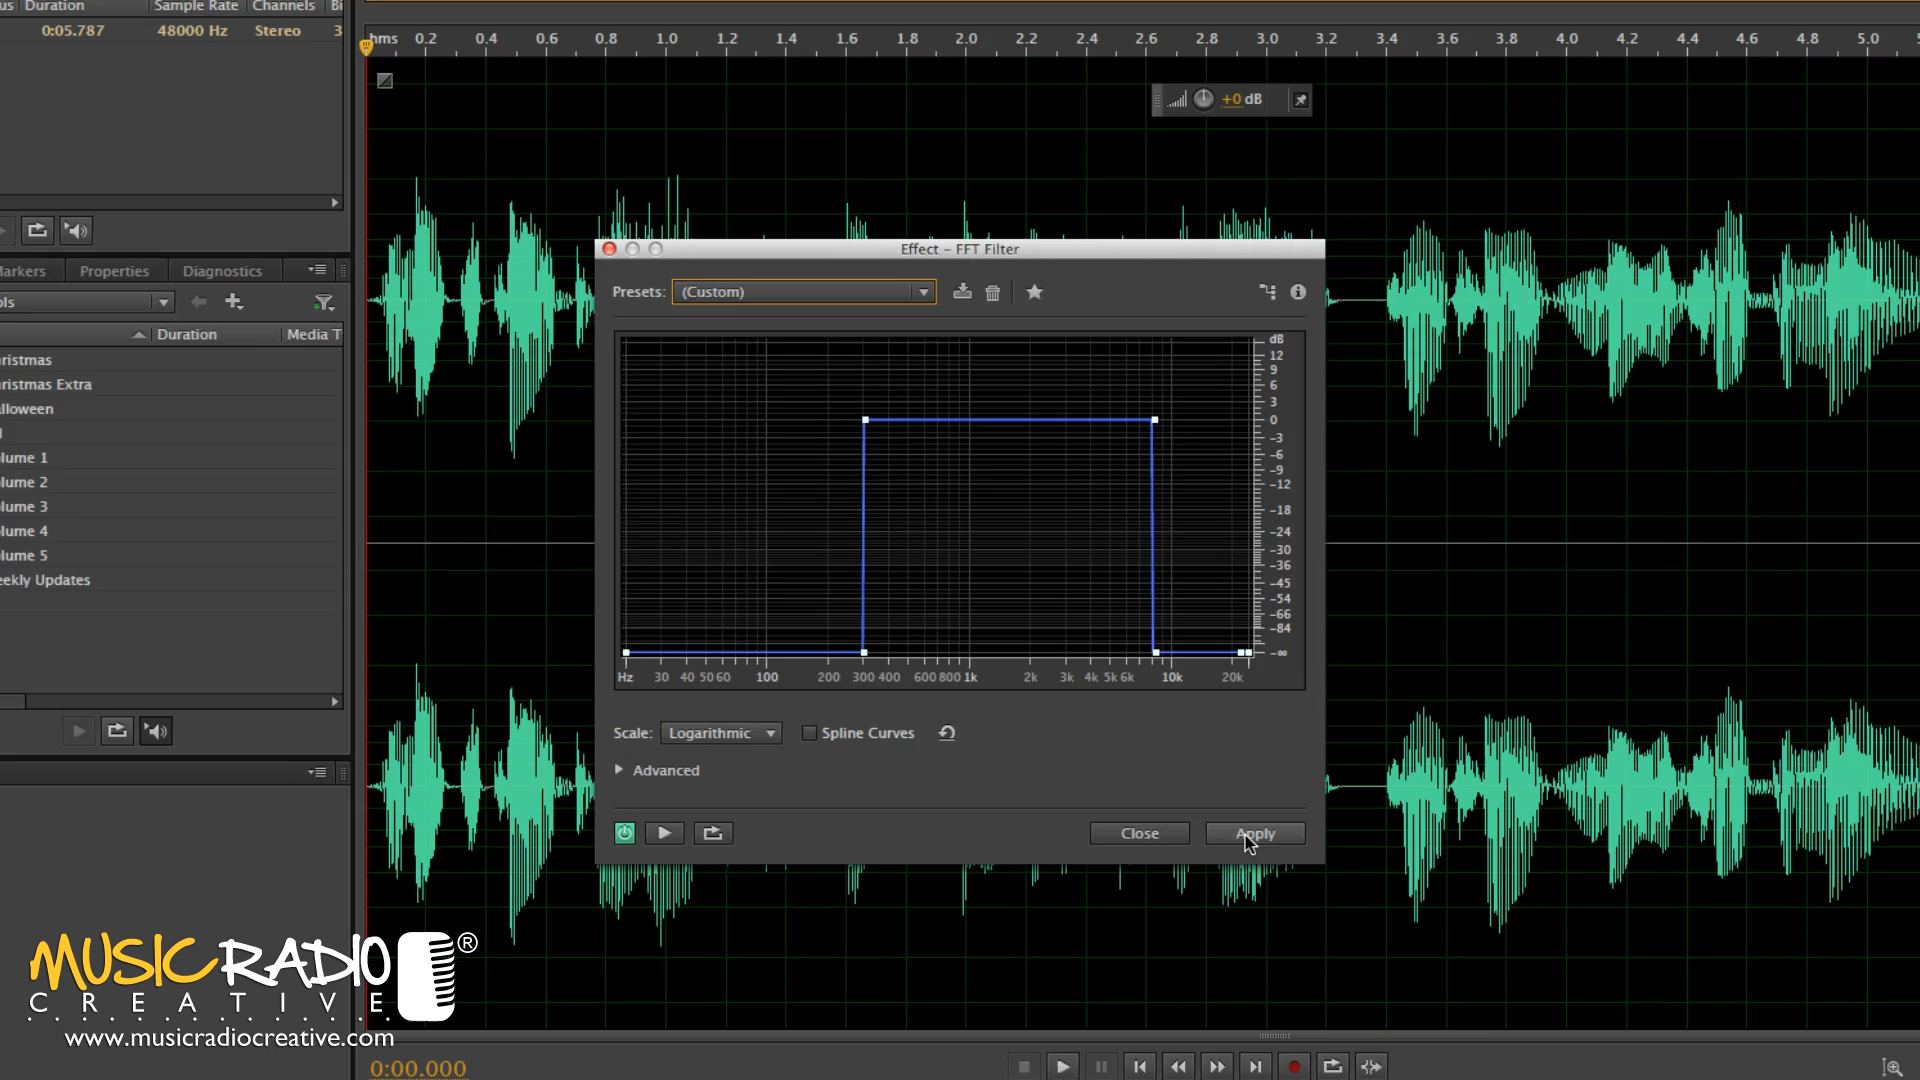 us Duration Sample Rate Channels Bi
0:05.787 48000 Hz Stereo 3
hms 0.2 0.4 0.6 0.8 1.0 1.2 1.4 1.6 1.8 2.0 2.2 2.4 2.6 2.8 3.0 3.2 3.4 3.6 3.8 4.0 4.2 4.4 4.6 4.8 5.0
+0 dB
Effect – FFT Filter
Presets: (Custom)
arkers Properties Diagnostics
ols
Duration Media T
ristmas
ristmas Extra
lloween
lume 1
lume 2
lume 3
lume 4
lume 5
eekly Updates
dB
12
9
6
3
0
-3
-6
-9
-12
-18
-24
-30
-36
-45
-54
-66
-84
-∞
Hz 30 40 50 60 100 200 300 400 600 800 1k 2k 3k 4k 5k 6k 10k 20k
Scale: Logarithmic Spline Curves
Advanced
Close Apply
MUSIC RADIO ®
CREATIVE
www.musicradiocreative.com
0:00.000